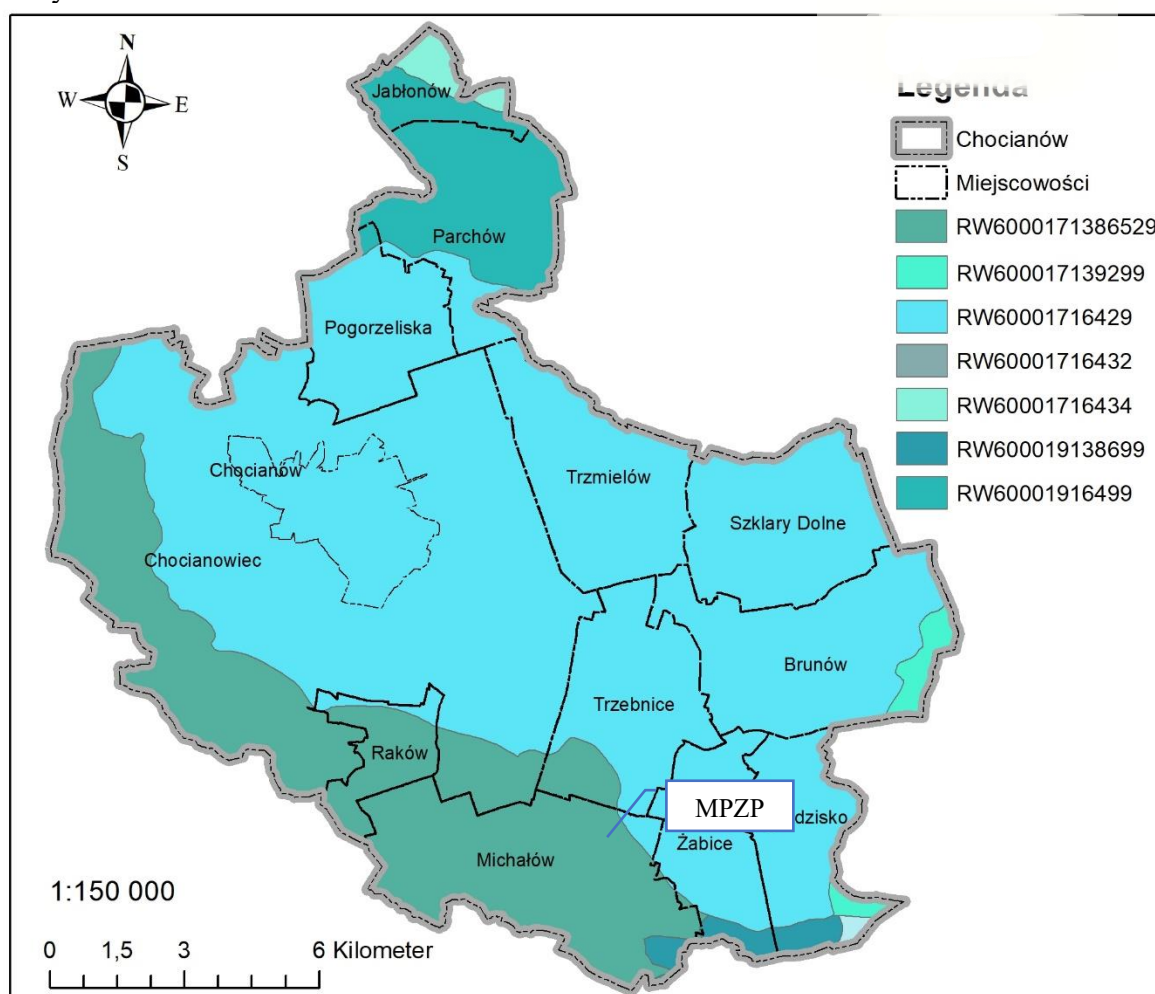 N
W E
S
Legenda
Chocianów
Miejscowości
RW6000171386529
RW600017139299
RW60001716429
RW60001716432
RW60001716434
RW600019138699
RW60001916499
Jabłonów
Parchów
Pogorzeliska
Chocianów
Trzmielów
Szklary Dolne
Chocianowiec
Brunów
Trzebnice
Raków
MPZP
dzisko
Żabice
Michałów
1:150 000
0 1,5 3 6 Kilometer